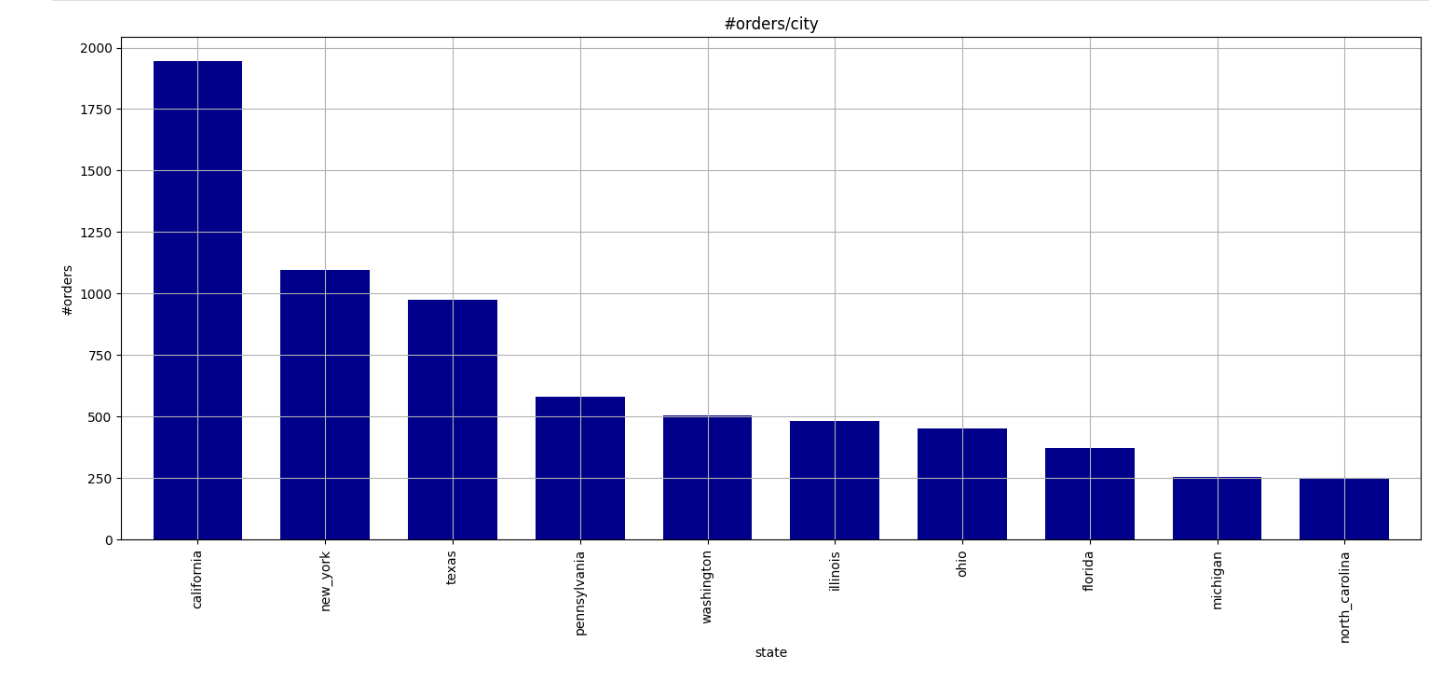 #orders/city
2000
1750
1500
1250
1000
750
500
250
0
#orders
california
new_york
texas
pennsylvania
washington
illinois
ohio
florida
michigan
north_carolina
state